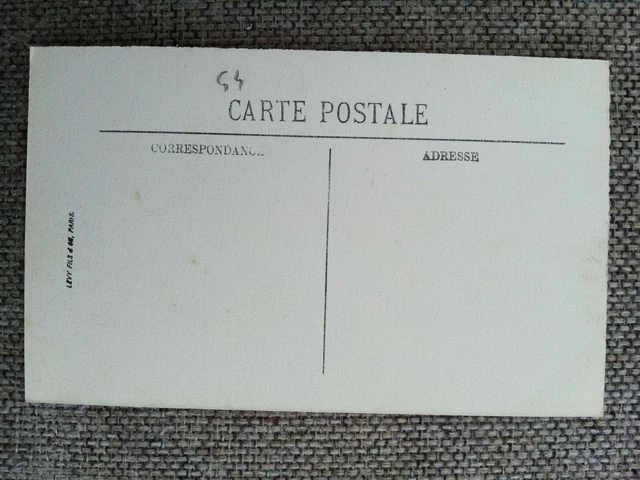 54
CARTE POSTALE
CORRESPONDANCE
ADRESSE
LEVY FILS & Cie, PARIS.